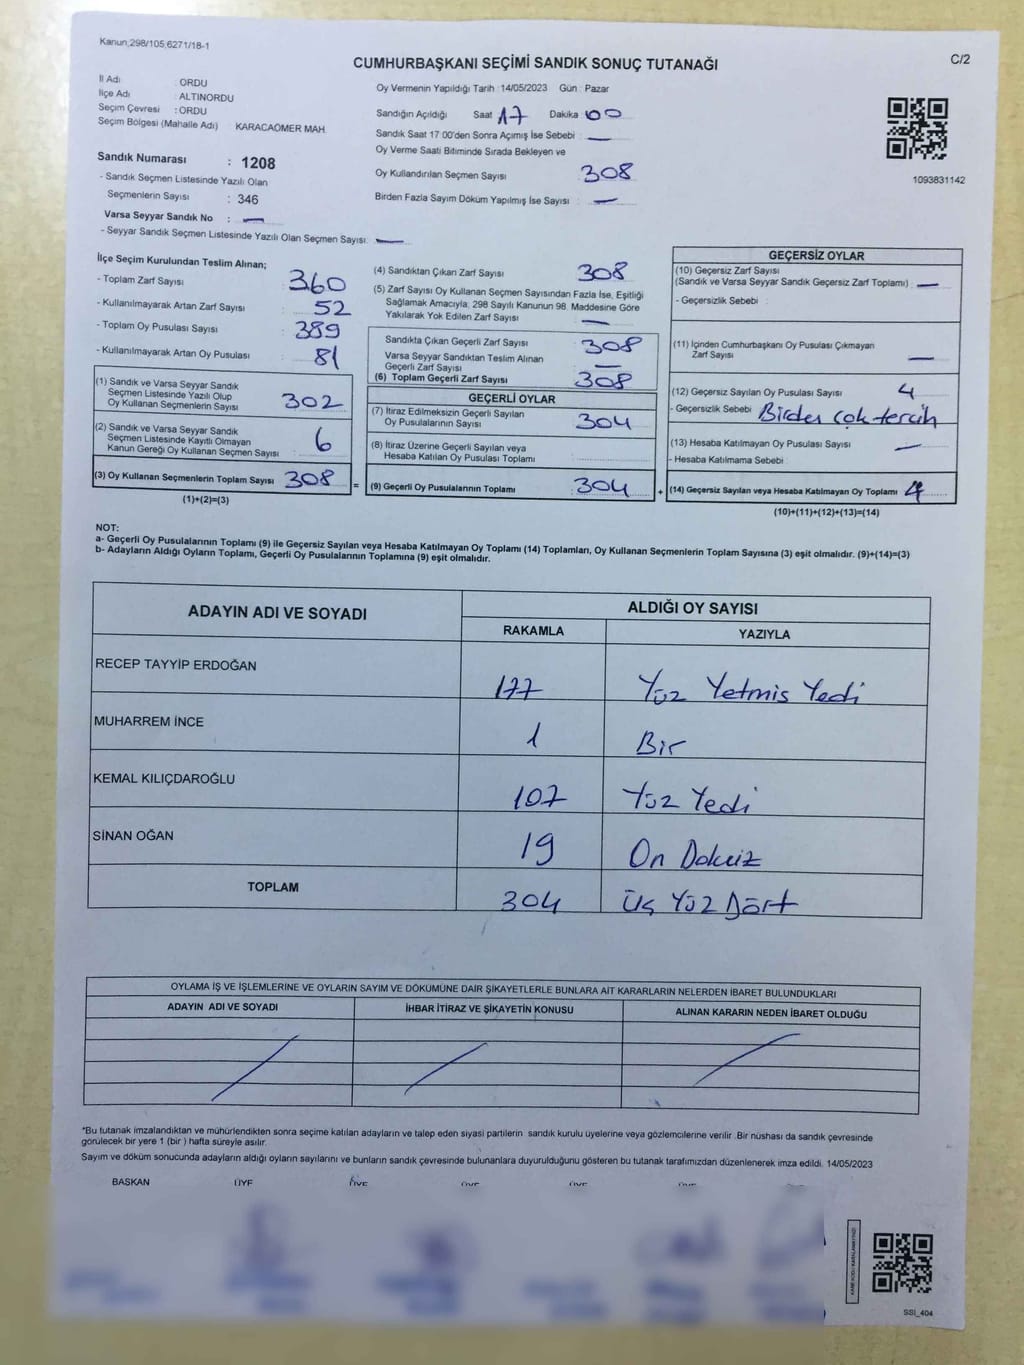 Kanun,298/105,6271/18-1
C/2
CUMHURBAŞKANI SEÇİMİ SANDIK SONUÇ TUTANAĞI
İl Adı : ORDU
İlçe Adı : ALTINORDU
Seçim Çevresi : ORDU
Seçim Bölgesi (Mahalle Adı) KARACAÖMER MAH.
Sandık Numarası : 1208
- Sandık Seçmen Listesinde Yazılı Olan
Seçmenlerin Sayısı : 346
Varsa Seyyar Sandık No : —
- Seyyar Sandık Seçmen Listesinde Yazılı Olan Seçmen Sayısı: —
Oy Vermenin Yapıldığı Tarih : 14/05/2023 Gün : Pazar
Sandığın Açıldığı Saat 17 Dakika 00
Sandık Saat 17:00'den Sonra Açımış İse Sebebi : —
Oy Verme Saati Bitiminde Sırada Bekleyen ve
Oy Kullandırılan Seçmen Sayısı : 308
Birden Fazla Sayım Döküm Yapılmış İse Sayısı : —
1093831142
İlçe Seçim Kurulundan Teslim Alınan;
- Toplam Zarf Sayısı : 360
- Kullanılmayarak Artan Zarf Sayısı : 52
- Toplam Oy Pusulası Sayısı : 389
- Kullanılmayarak Artan Oy Pusulası : 81
(1) Sandık ve Varsa Seyyar Sandık
Seçmen Listesinde Yazılı Olup
Oy Kullanan Seçmenlerin Sayısı : 302
(2) Sandık ve Varsa Seyyar Sandık
Seçmen Listesinde Kayıtlı Olmayan
Kanun Gereği Oy Kullanan Seçmen Sayısı : 6
(3) Oy Kullanan Seçmenlerin Toplam Sayısı : 308
(1)+(2)=(3)
(4) Sandıktan Çıkan Zarf Sayısı : 308
(5) Zarf Sayısı Oy Kullanan Seçmen Sayısından Fazla İse, Eşitliği
Sağlamak Amacıyla; 298 Sayılı Kanunun 98. Maddesine Göre
Yakılarak Yok Edilen Zarf Sayısı : —
Sandıkta Çıkan Geçerli Zarf Sayısı : 308
Varsa Seyyar Sandıktan Teslim Alınan
Geçerli Zarf Sayısı : —
(6) Toplam Geçerli Zarf Sayısı : 308
GEÇERLİ OYLAR
(7) İtiraz Edilmeksizin Geçerli Sayılan
Oy Pusulalarının Sayısı : 304
(8) İtiraz Üzerine Geçerli Sayılan veya
Hesaba Katılan Oy Pusulası Toplamı :
= (9) Geçerli Oy Pusulalarının Toplamı : 304
GEÇERSİZ OYLAR
(10) Geçersiz Zarf Sayısı
(Sandık ve Varsa Seyyar Sandık Geçersiz Zarf Toplamı) : —
- Geçersizlik Sebebi :
(11) İçinden Cumhurbaşkanı Oy Pusulası Çıkmayan
Zarf Sayısı : —
(12) Geçersiz Sayılan Oy Pusulası Sayısı : 4
- Geçersizlik Sebebi : Birden çok tercih
(13) Hesaba Katılmayan Oy Pusulası Sayısı : —
- Hesaba Katılmama Sebebi :
+ (14) Geçersiz Sayılan veya Hesaba Katılmayan Oy Toplamı : 4
(10)+(11)+(12)+(13)=(14)
NOT:
a- Geçerli Oy Pusulalarının Toplamı (9) ile Geçersiz Sayılan veya Hesaba Katılmayan Oy Toplamı (14) Toplamları, Oy Kullanan Seçmenlerin Toplam Sayısına (3) eşit olmalıdır. (9)+(14)=(3)
b- Adayların Aldığı Oyların Toplamı, Geçerli Oy Pusulalarının Toplamına (9) eşit olmalıdır.
ADAYIN ADI VE SOYADI ALDIĞI OY SAYISI
RAKAMLA YAZIYLA
RECEP TAYYİP ERDOĞAN 177 Yüz Yetmis Yedi
MUHARREM İNCE 1 Bir
KEMAL KILIÇDAROĞLU 107 Yüz Yedi
SİNAN OĞAN 19 On Dokuz
TOPLAM 304 Üç Yüz Dört
OYLAMA İŞ VE İŞLEMLERİNE VE OYLARIN SAYIM VE DÖKÜMÜNE DAİR ŞİKAYETLERLE BUNLARA AİT KARARLARIN NELERDEN İBARET BULUNDUKLARI
ADAYIN ADI VE SOYADI İHBAR İTİRAZ VE ŞİKAYETİN KONUSU ALINAN KARARIN NEDEN İBARET OLDUĞU
*Bu tutanak imzalandıktan ve mühürlendikten sonra seçime katılan adayların ve talep eden siyasi partilerin sandık kurulu üyelerine veya gözlemcilerine verilir .Bir nüshası da sandık çevresinde
görülecek bir yere 1 (bir ) hafta süreyle asılır.
Sayım ve döküm sonucunda adayların aldığı oyların sayılarını ve bunların sandık çevresinde bulunanlara duyurulduğunu gösteren bu tutanak tarafımızdan düzenlenerek imza edildi. 14/05/2023
BAŞKAN ÜYE ÜYE ÜYE ÜYE ÜYE
SSI_404